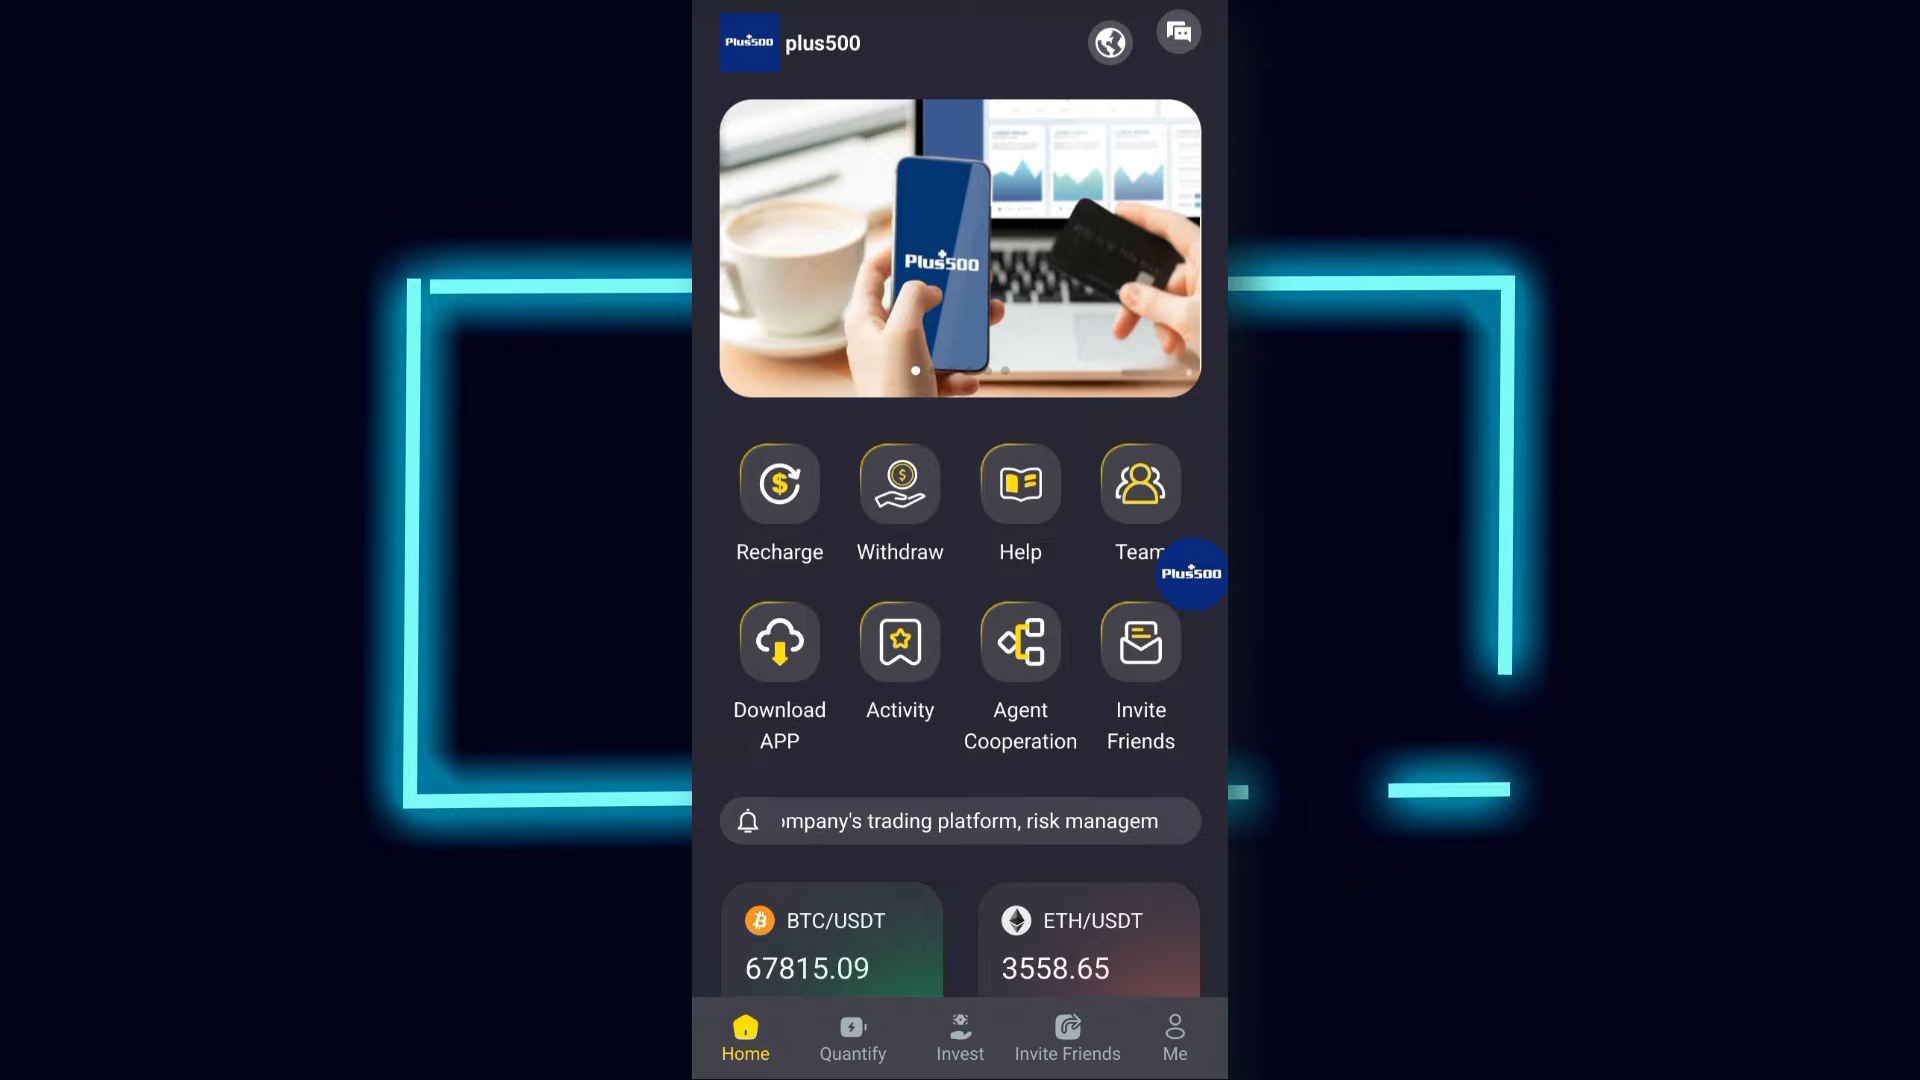 Plus500 plus500
Plus500
Recharge Withdraw Help Team
Plus500
Download APP Activity Agent Cooperation Invite Friends
ompany's trading platform, risk managem
BTC/USDT ETH/USDT
67815.09 3558.65
Home Quantify Invest Invite Friends Me